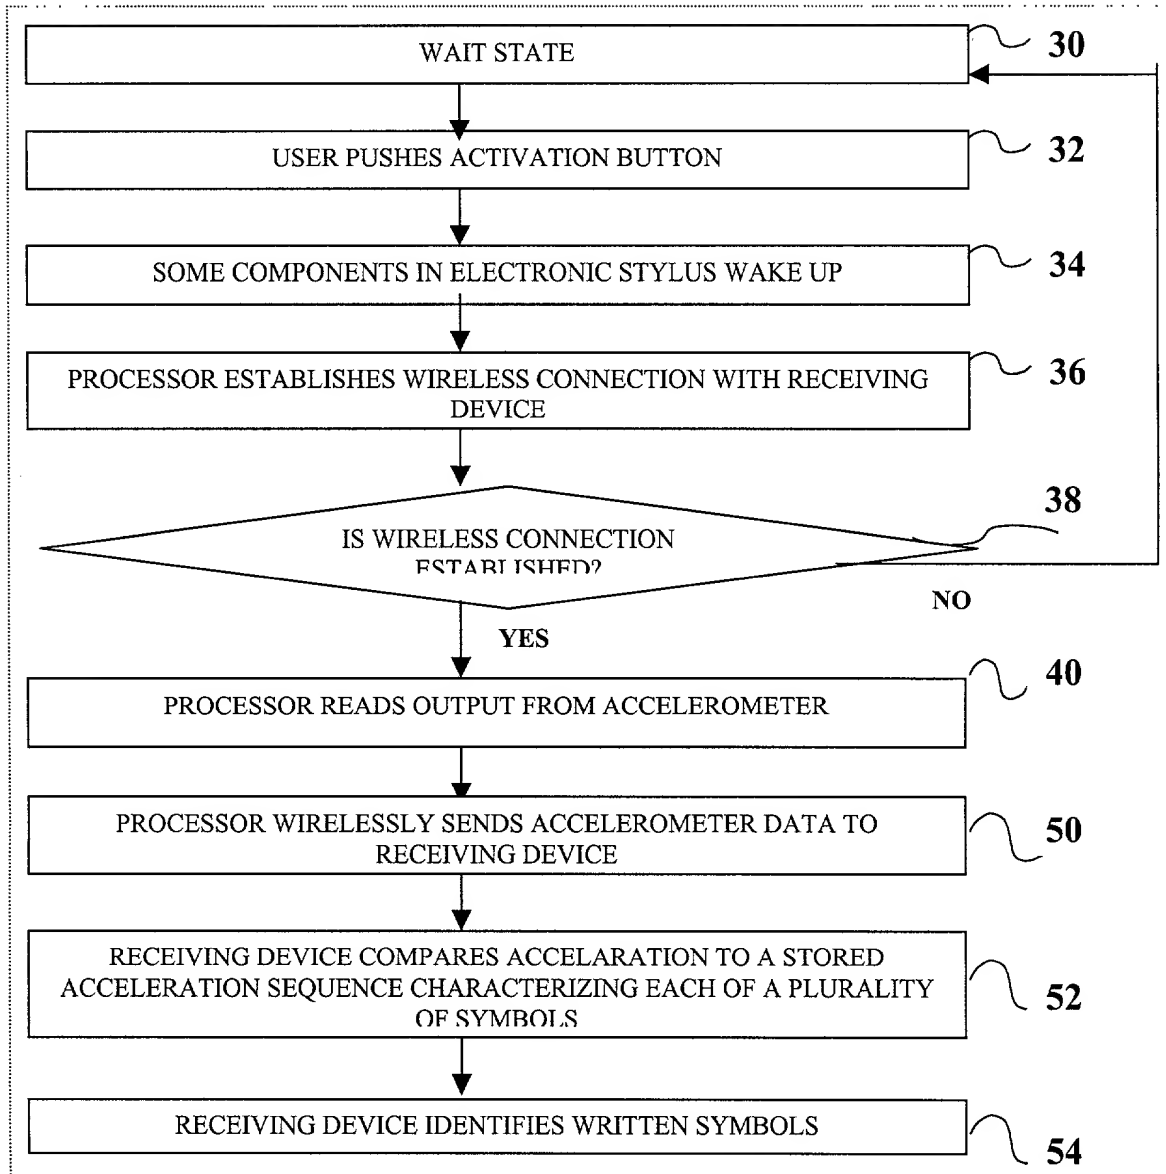 WAIT STATE
30
USER PUSHES ACTIVATION BUTTON
32
SOME COMPONENTS IN ELECTRONIC STYLUS WAKE UP
34
PROCESSOR ESTABLISHES WIRELESS CONNECTION WITH RECEIVING
DEVICE
36
IS WIRELESS CONNECTION
ESTABLISHED?
38
NO
YES
PROCESSOR READS OUTPUT FROM ACCELEROMETER
40
PROCESSOR WIRELESSLY SENDS ACCELEROMETER DATA TO
RECEIVING DEVICE
50
RECEIVING DEVICE COMPARES ACCELARATION TO A STORED
ACCELERATION SEQUENCE CHARACTERIZING EACH OF A PLURALITY
OF SYMBOLS
52
RECEIVING DEVICE IDENTIFIES WRITTEN SYMBOLS
54